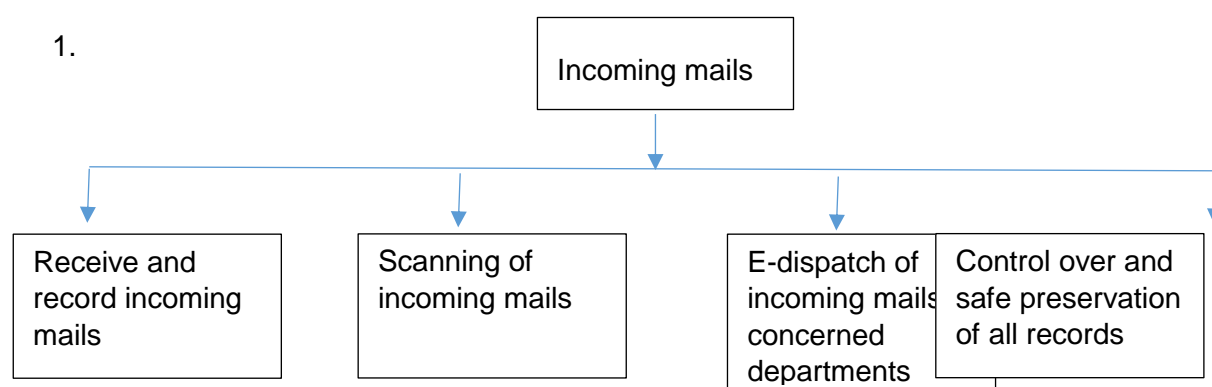 1.
Incoming mails
Receive and
record incoming
mails
Scanning of
incoming mails
E-dispatch of
incoming mails
concerned
departments
Control over and
safe preservation
of all records